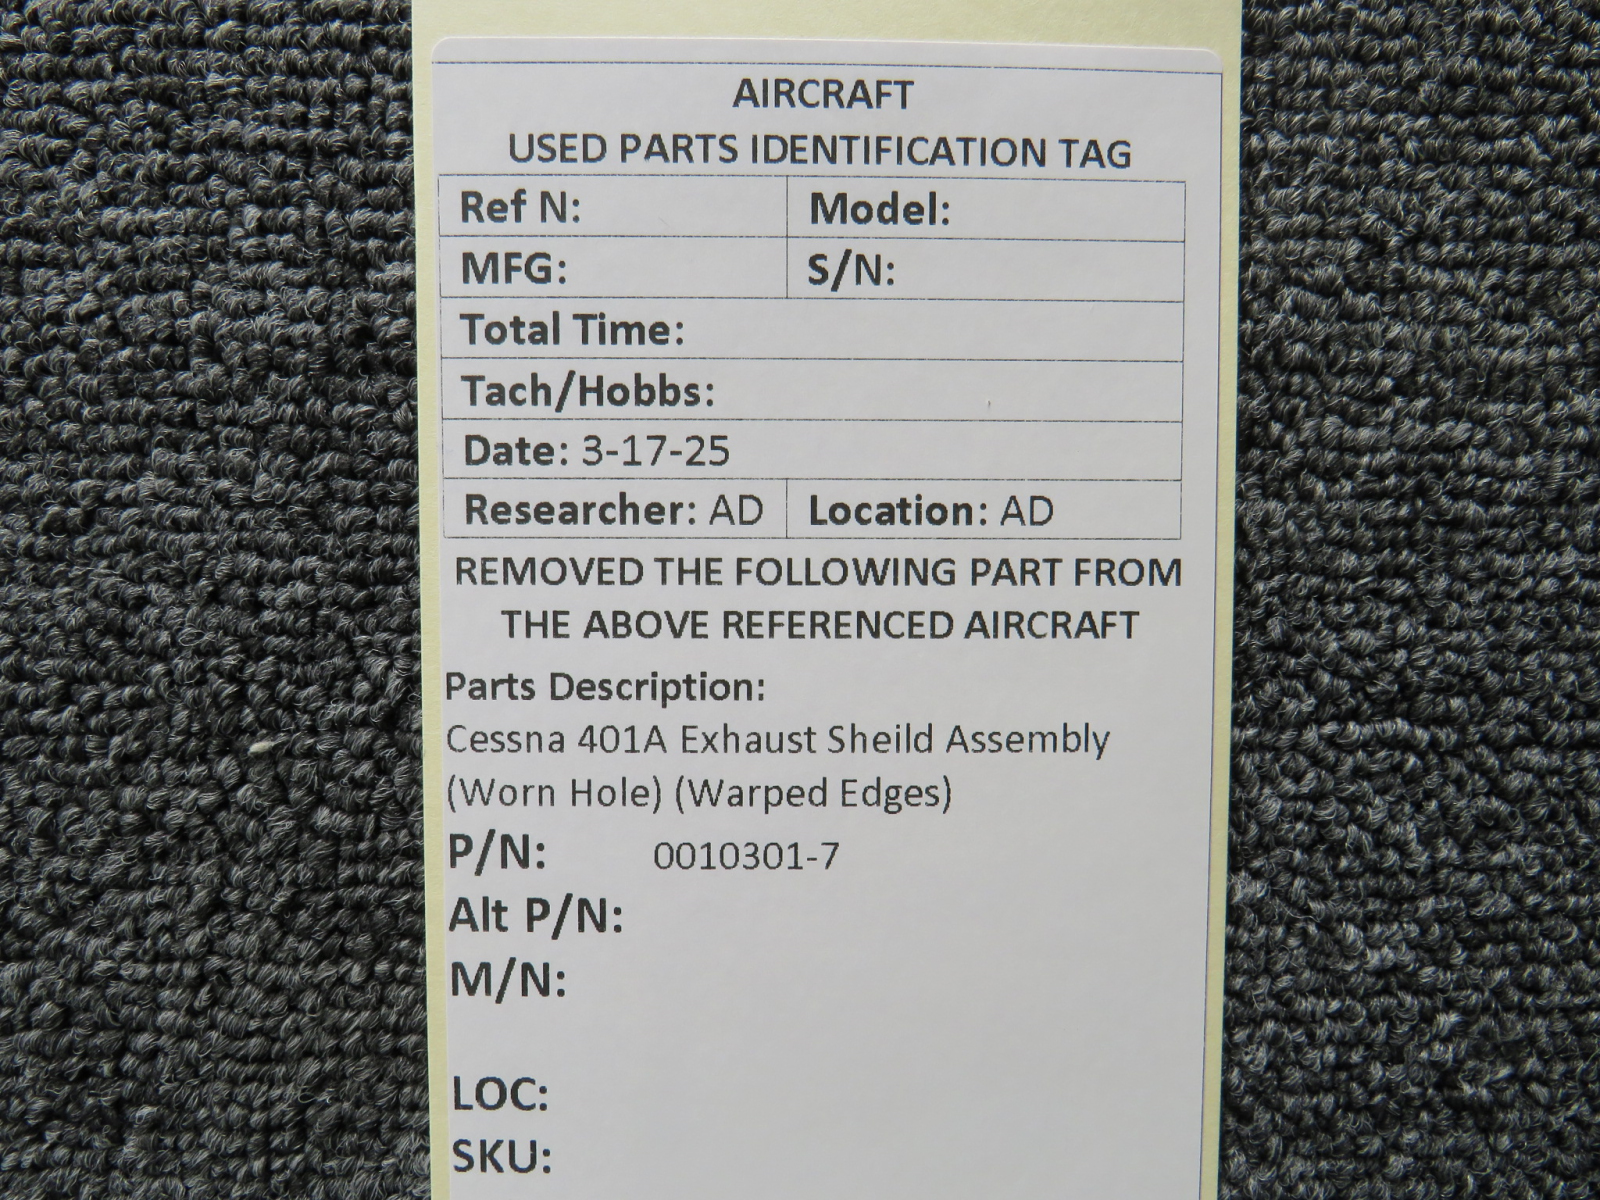 AIRCRAFT
USED PARTS IDENTIFICATION TAG
Ref N: Model:
MFG: S/N:
Total Time:
Tach/Hobbs:
Date: 3-17-25
Researcher: AD Location: AD
REMOVED THE FOLLOWING PART FROM
THE ABOVE REFERENCED AIRCRAFT
Parts Description:
Cessna 401A Exhaust Sheild Assembly
(Worn Hole) (Warped Edges)
P/N: 0010301-7
Alt P/N:
M/N:
LOC:
SKU: